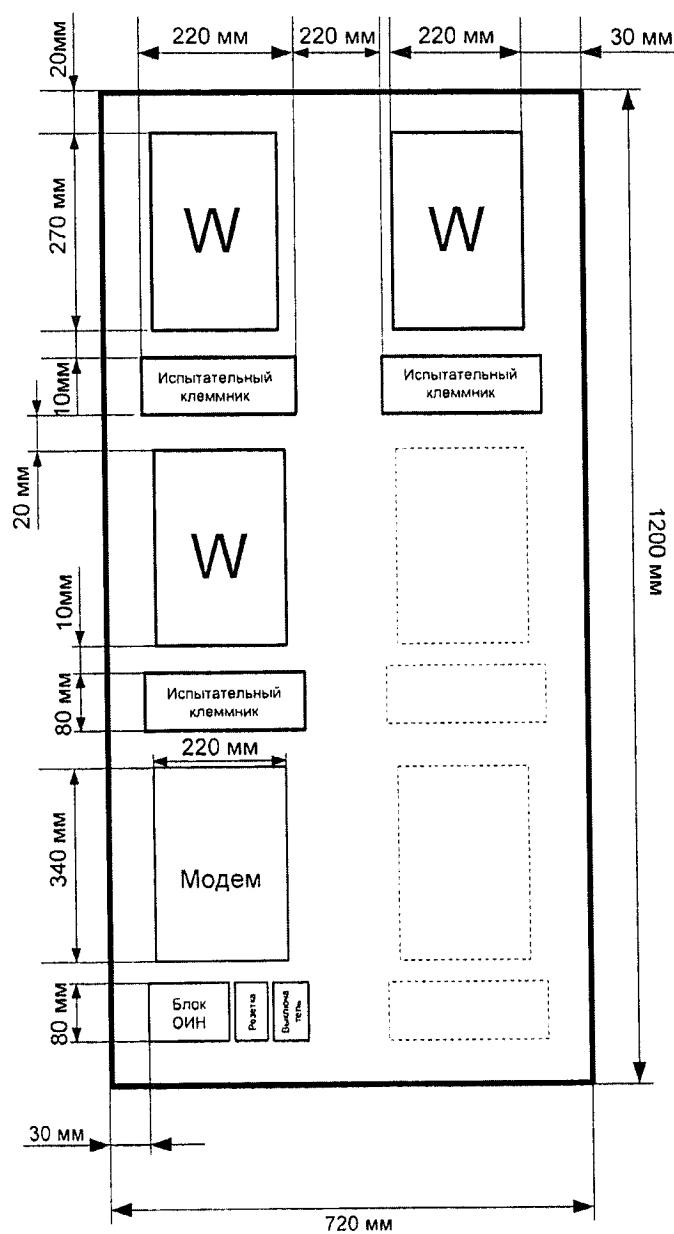 220 мм 220 мм 220 мм 30 мм
20мм
270 мм
W W
10мм
Испытательный
клеммник
Испытательный
клеммник
20 мм
W
1200 мм
10мм
80 мм
Испытательный
клеммник
220 мм
340 мм
Модем
80 мм
Блок
ОИН
Розетка
Выключа
тель
30 мм
720 мм